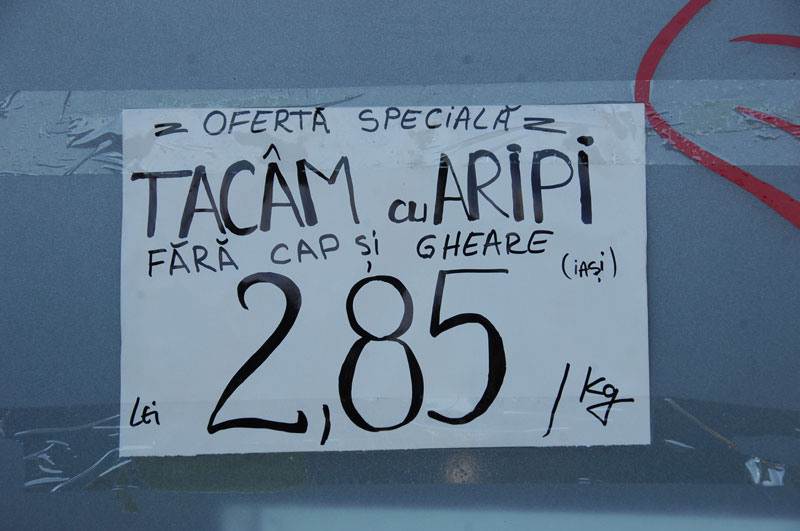 = OFERTĂ SPECIALĂ =
TACÂM cu ARIPI
FĂRĂ CAP și GHEARE
(iAși)
Lei 2,85 /Kg